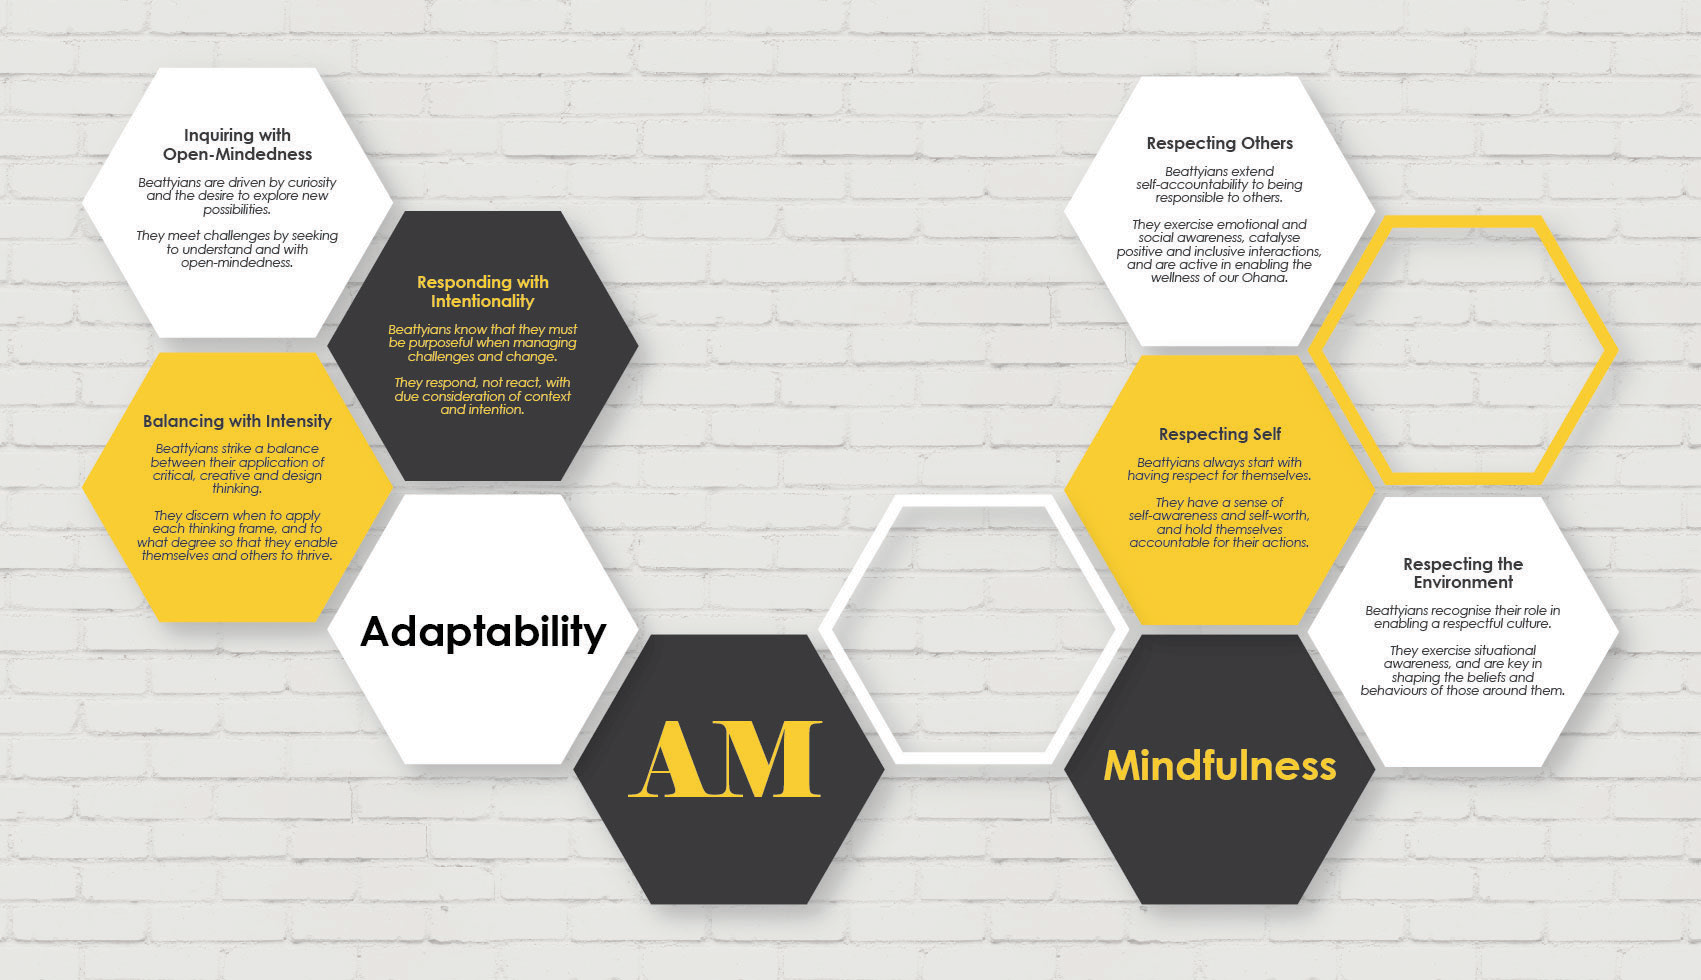 Inquiring with
Open-Mindedness
Beattyians are driven by curiosity
and the desire to explore new
possibilities.
They meet challenges by seeking
to understand and with
open-mindedness.
Responding with
Intentionality
Beattyians know that they must
be purposeful when managing
challenges and change.
They respond, not react, with
due consideration of context
and intention.
Balancing with Intensity
Beattyians strike a balance
between their application of
critical, creative and design
thinking.
They discern when to apply
each thinking frame, and to
what degree so that they enable
themselves and others to thrive.
Adaptability
AM
Respecting Others
Beattyians extend
self-accountability to being
responsible to others.
They exercise emotional and
social awareness, catalyse
positive and inclusive interactions,
and are active in enabling the
wellness of our Ohana.
Respecting Self
Beattyians always start with
having respect for themselves.
They have a sense of
self-awareness and self-worth,
and hold themselves
accountable for their actions.
Respecting the
Environment
Beattyians recognise their role in
enabling a respectful culture.
They exercise situational
awareness, and are key in
shaping the beliefs and
behaviours of those around them.
Mindfulness